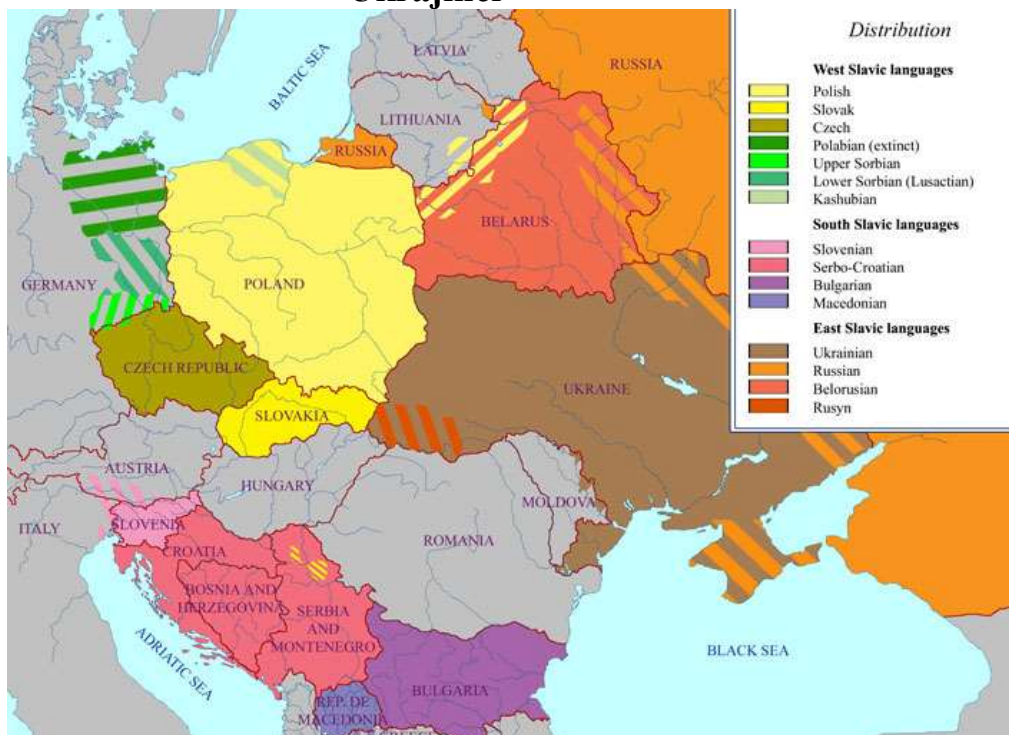 Distribution
West Slavic languages
Polish
Slovak
Czech
Polabian (extinct)
Upper Sorbian
Lower Sorbian (Lusactian)
Kashubian
South Slavic languages
Slovenian
Serbo-Croatian
Bulgarian
Macedonian
East Slavic languages
Ukrainian
Russian
Belorusian
Rusyn
LATVIA
RUSSIA
BALTIC SEA
LITHUANIA
RUSSIA
BELARUS
GERMANY
POLAND
CZECH REPUBLIC
UKRAINE
SLOVAKIA
AUSTRIA
HUNGARY
MOLDOVA
ITALY
SLOVENIA
ROMANIA
CROATIA
BOSNIA AND
HERZEGOVINA
SERBIA
AND
MONTENEGRO
ADRIATIC SEA
BLACK SEA
BULGARIA
REP. DE
MACEDONIA